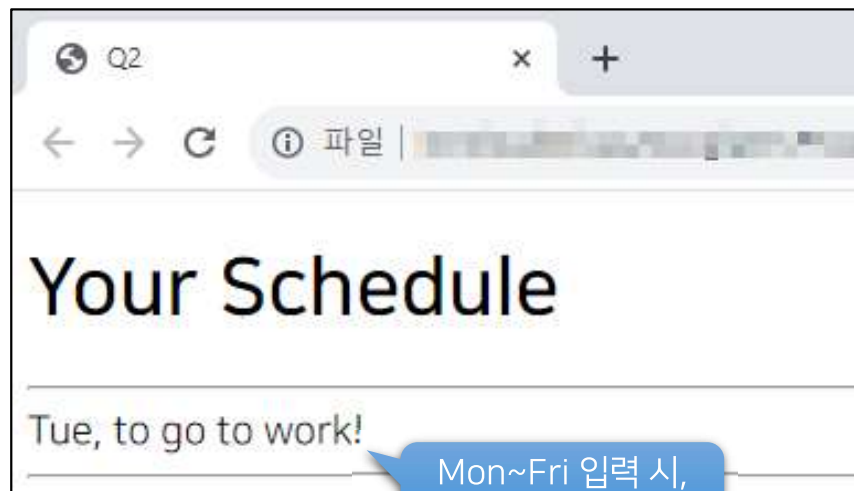 Q2
파일
Your Schedule
Tue, to go to work!
Mon~Fri 입력 시,